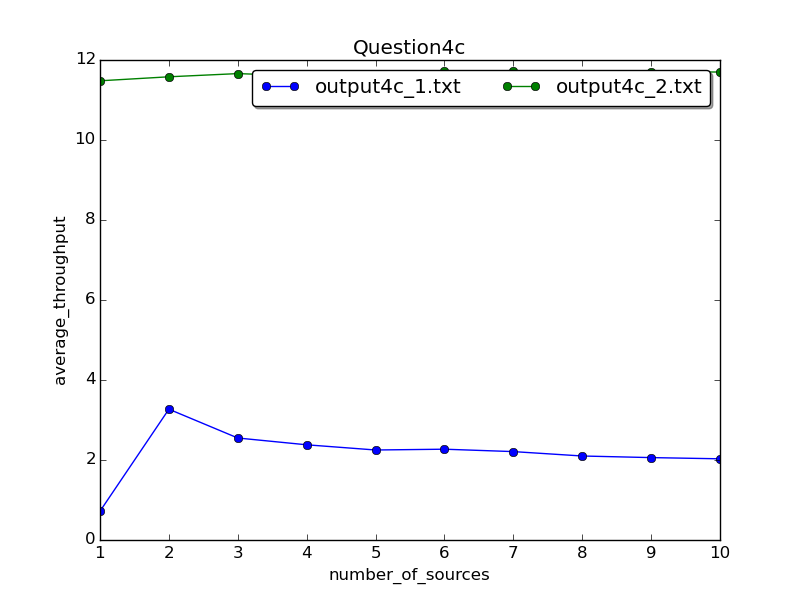 Question4c
12
10
8
6
4
2
0
average_throughput
output4c_1.txt output4c_2.txt
1 2 3 4 5 6 7 8 9 10
number_of_sources